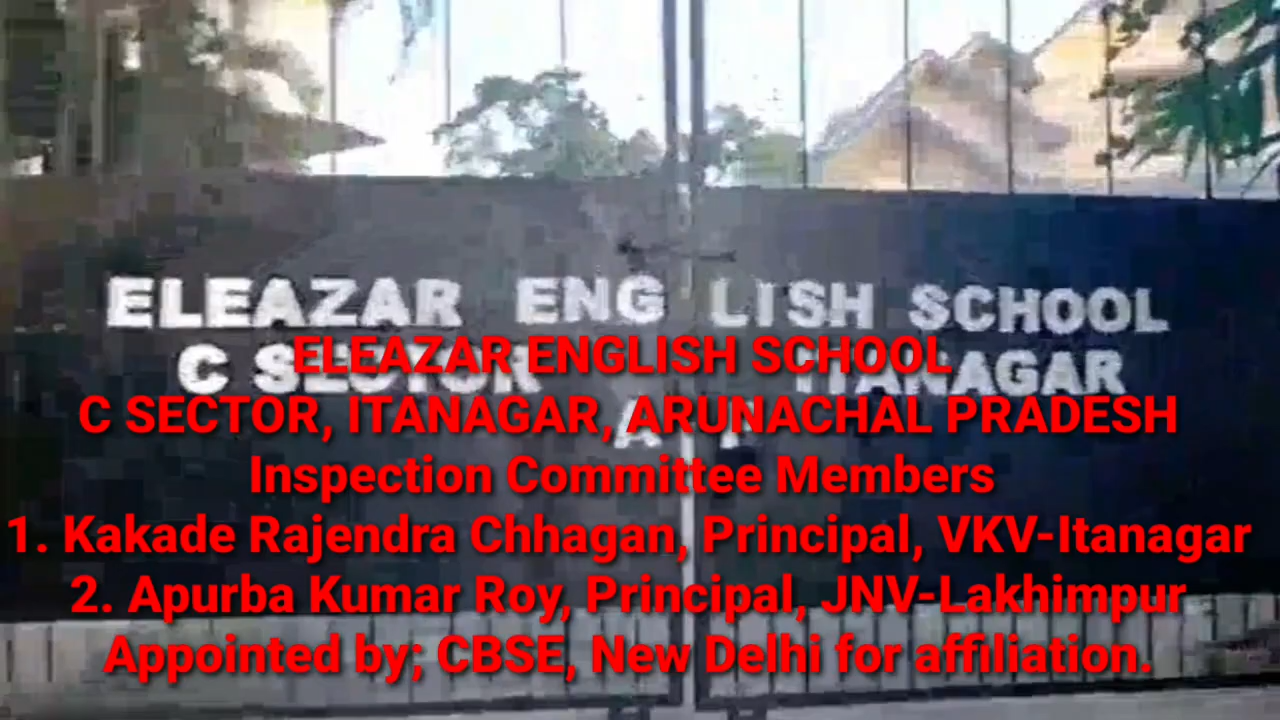 ELEAZAR ENGLISH SCHOOL
C SECTOR ITANAGAR
ELEAZAR ENGLISH SCHOOL
C SECTOR, ITANAGAR, ARUNACHAL PRADESH
Inspection Committee Members
1. Kakade Rajendra Chhagan, Principal, VKV-Itanagar
2. Apurba Kumar Roy, Principal, JNV-Lakhimpur
Appointed by; CBSE, New Delhi for affiliation.